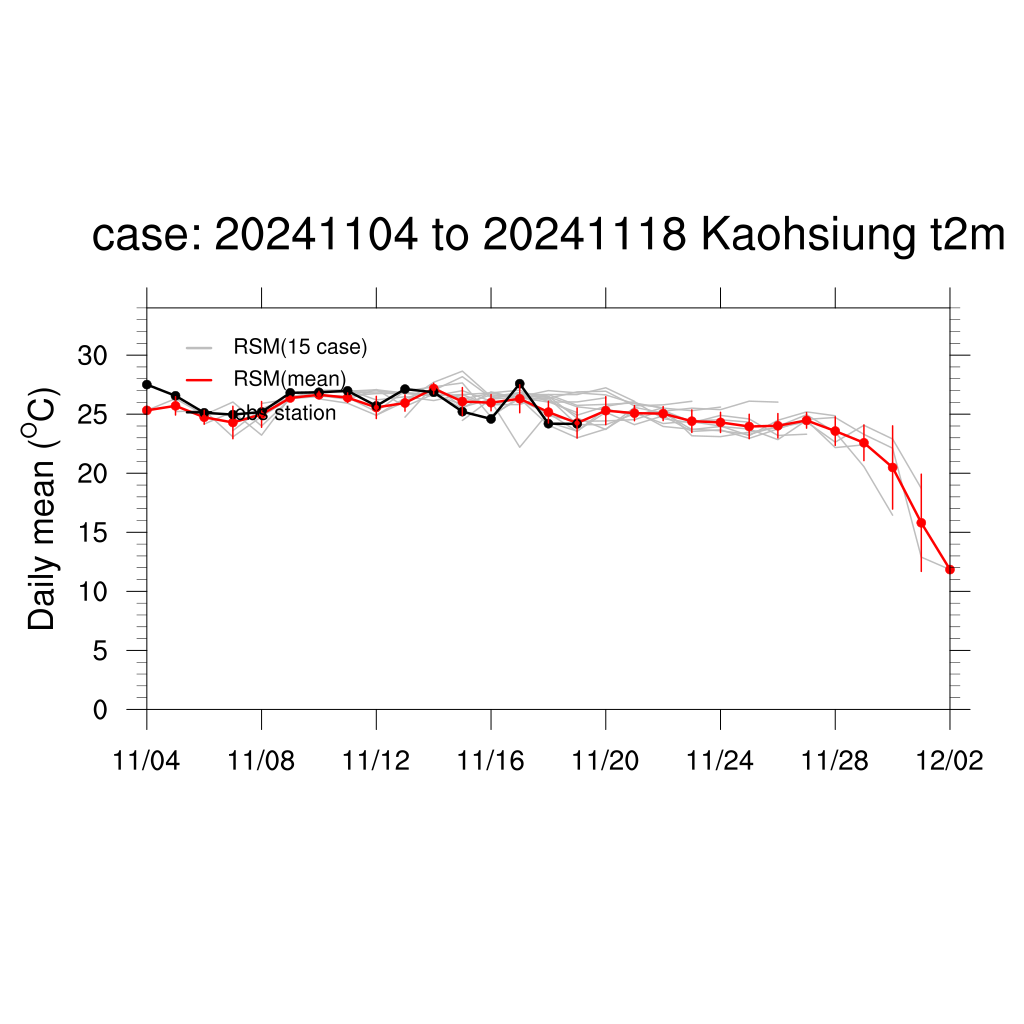 case: 20241104 to 20241118 Kaohsiung t2m
RSM(15 case)
RSM(mean)
obs station
Daily mean (OC)
30
25
20
15
10
5
0
11/04 11/08 11/12 11/16 11/20 11/24 11/28 12/02